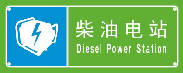 柴油电站
Diesel Power Station